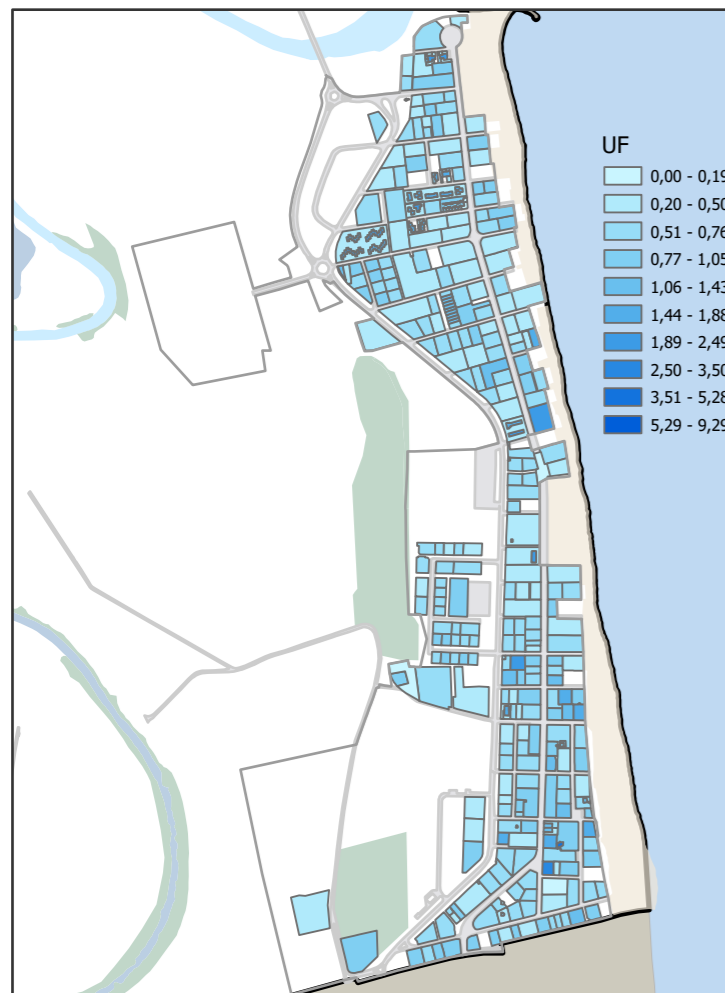 UF
0,00 - 0,19
0,20 - 0,50
0,51 - 0,76
0,77 - 1,05
1,06 - 1,43
1,44 - 1,88
1,89 - 2,49
2,50 - 3,50
3,51 - 5,28
5,29 - 9,29